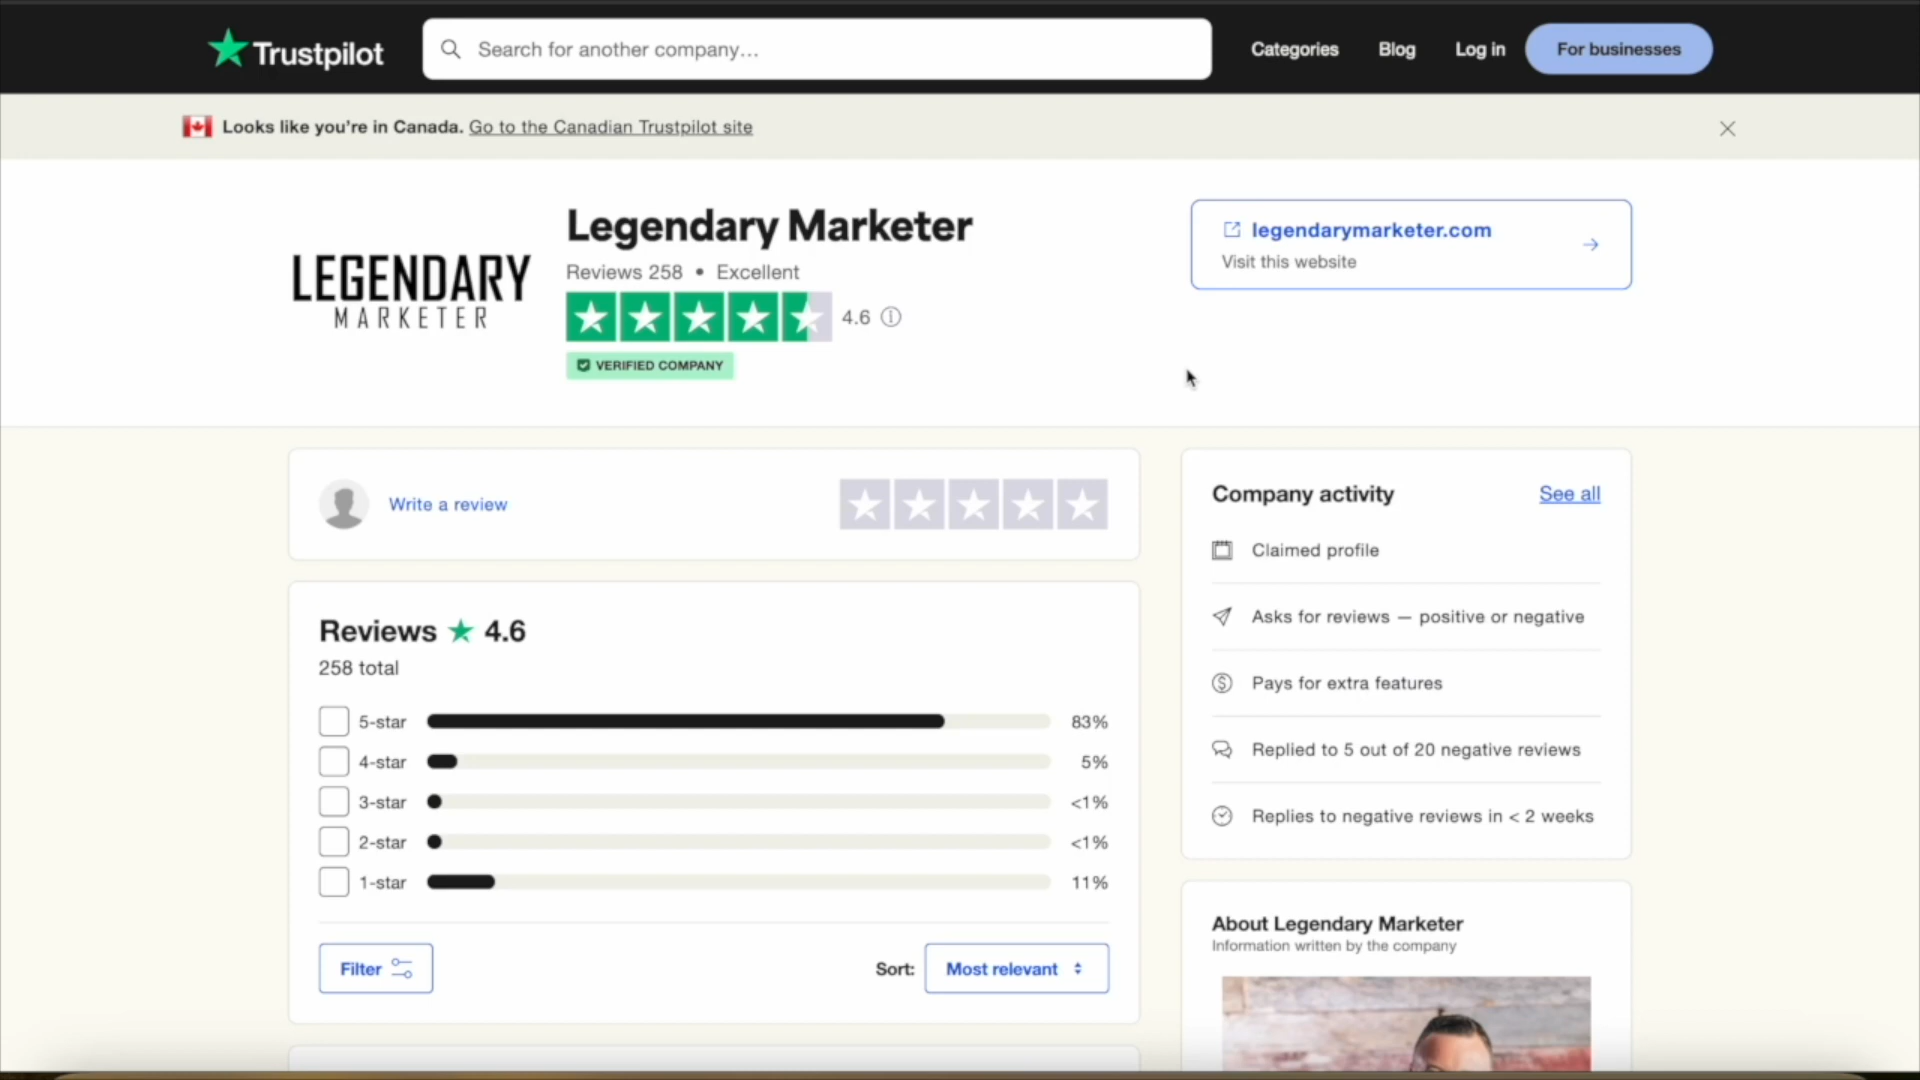 Trustpilot
Search for another company...
Categories
Blog
Log in
For businesses
Looks like you're in Canada. Go to the Canadian Trustpilot site
LEGENDARY
MARKETER
Legendary Marketer
Reviews 258 • Excellent
4.6
VERIFIED COMPANY
legendarymarketer.com
Visit this website
Write a review
Reviews ★ 4.6
258 total
5-star 83%
4-star 5%
3-star <1%
2-star <1%
1-star 11%
Filter
Sort: Most relevant
Company activity
See all
Claimed profile
Asks for reviews — positive or negative
Pays for extra features
Replied to 5 out of 20 negative reviews
Replies to negative reviews in < 2 weeks
About Legendary Marketer
Information written by the company